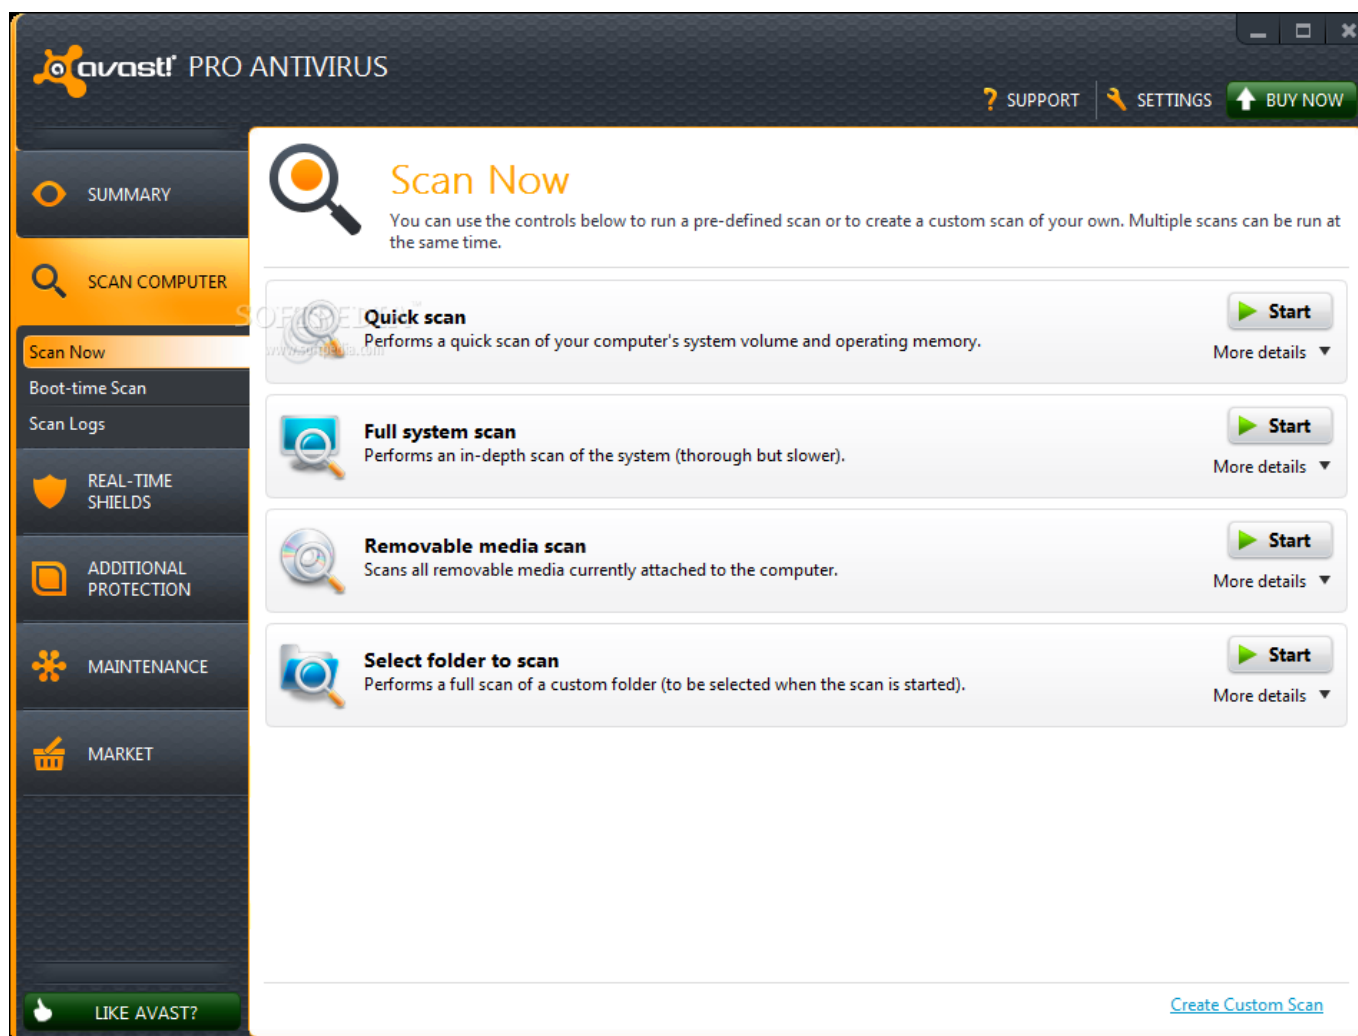 avast! PRO ANTIVIRUS
SUPPORT
SETTINGS
BUY NOW
SUMMARY
SCAN COMPUTER
Scan Now
Boot-time Scan
Scan Logs
REAL-TIME
SHIELDS
ADDITIONAL
PROTECTION
MAINTENANCE
MARKET
LIKE AVAST?
Scan Now
You can use the controls below to run a pre-defined scan or to create a custom scan of your own. Multiple scans can be run at
the same time.
SOFTPEDIA™
www.softpedia.com
Quick scan
Performs a quick scan of your computer's system volume and operating memory.
Start
More details
Full system scan
Performs an in-depth scan of the system (thorough but slower).
Start
More details
Removable media scan
Scans all removable media currently attached to the computer.
Start
More details
Select folder to scan
Performs a full scan of a custom folder (to be selected when the scan is started).
Start
More details
Create Custom Scan